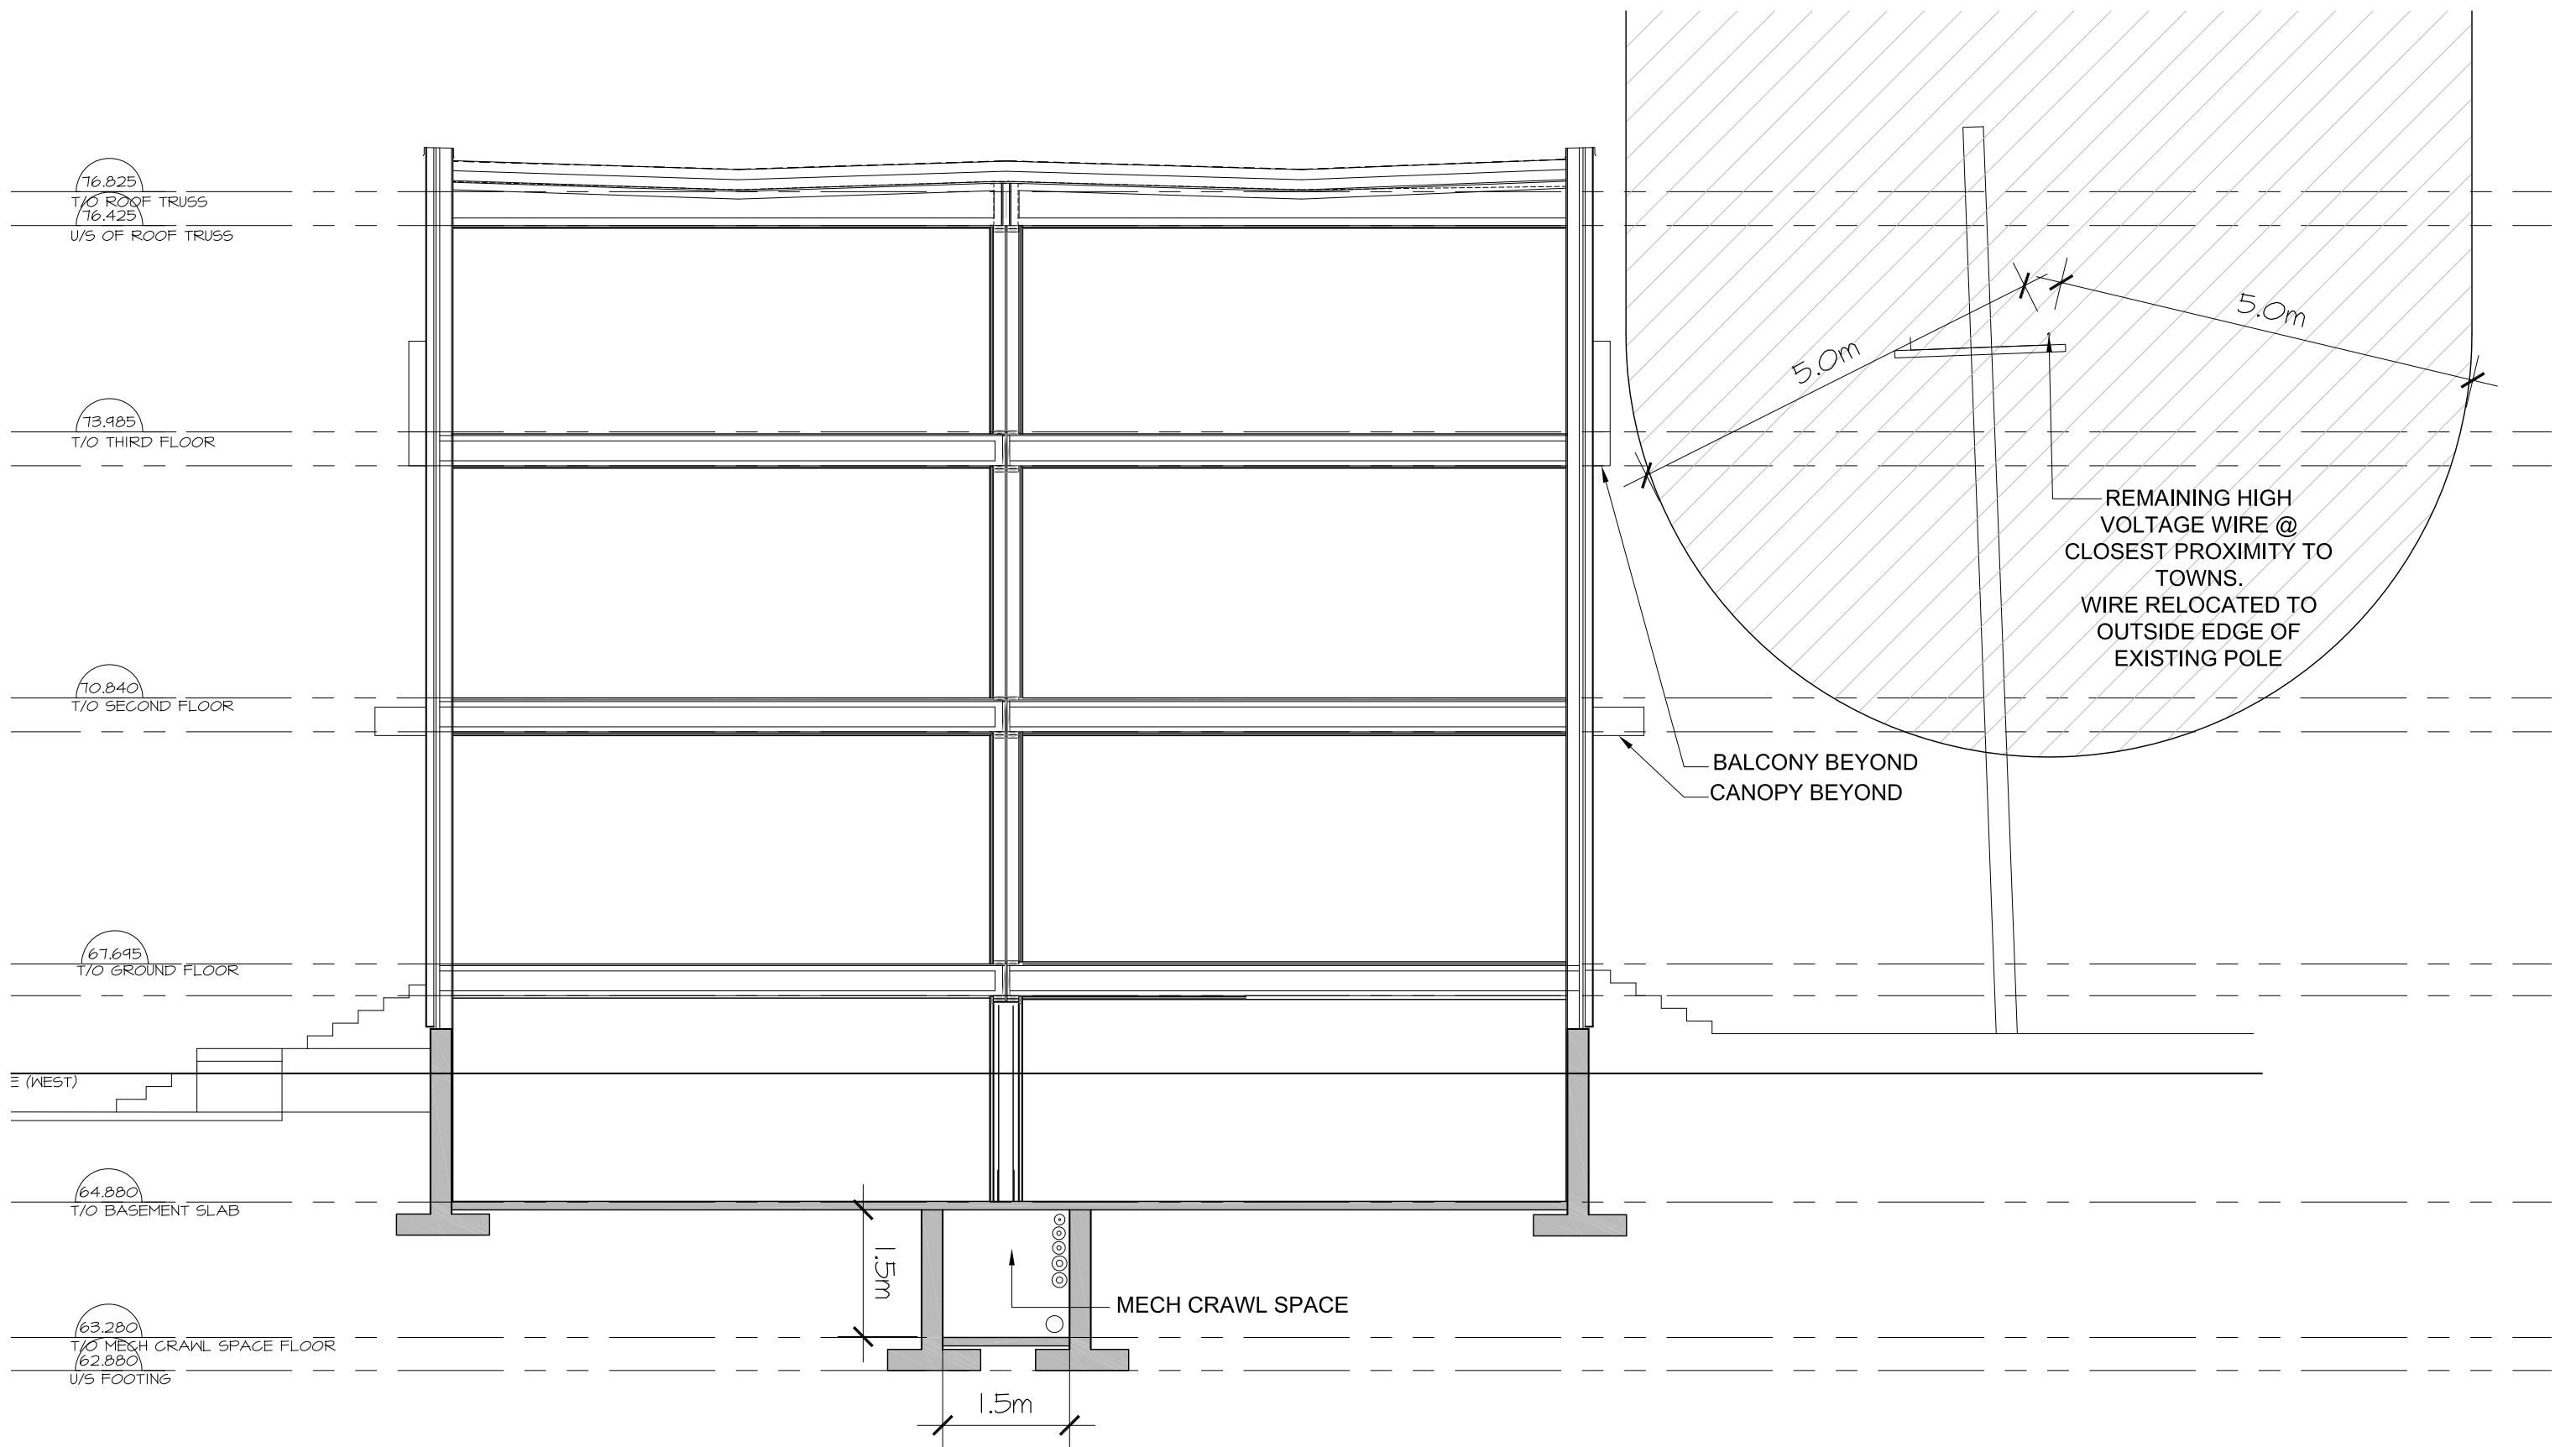 76.825
T/O ROOF TRUSS
76.425
U/S OF ROOF TRUSS
5.0m
5.0m
73.985
T/O THIRD FLOOR
REMAINING HIGH
VOLTAGE WIRE @
CLOSEST PROXIMITY TO
TOWNS.
WIRE RELOCATED TO
OUTSIDE EDGE OF
EXISTING POLE
70.840
T/O SECOND FLOOR
BALCONY BEYOND
CANOPY BEYOND
67.695
T/O GROUND FLOOR
E (WEST)
64.880
T/O BASEMENT SLAB
1.5m
MECH CRAWL SPACE
63.280
T/O MECH CRAWL SPACE FLOOR
62.880
U/S FOOTING
1.5m